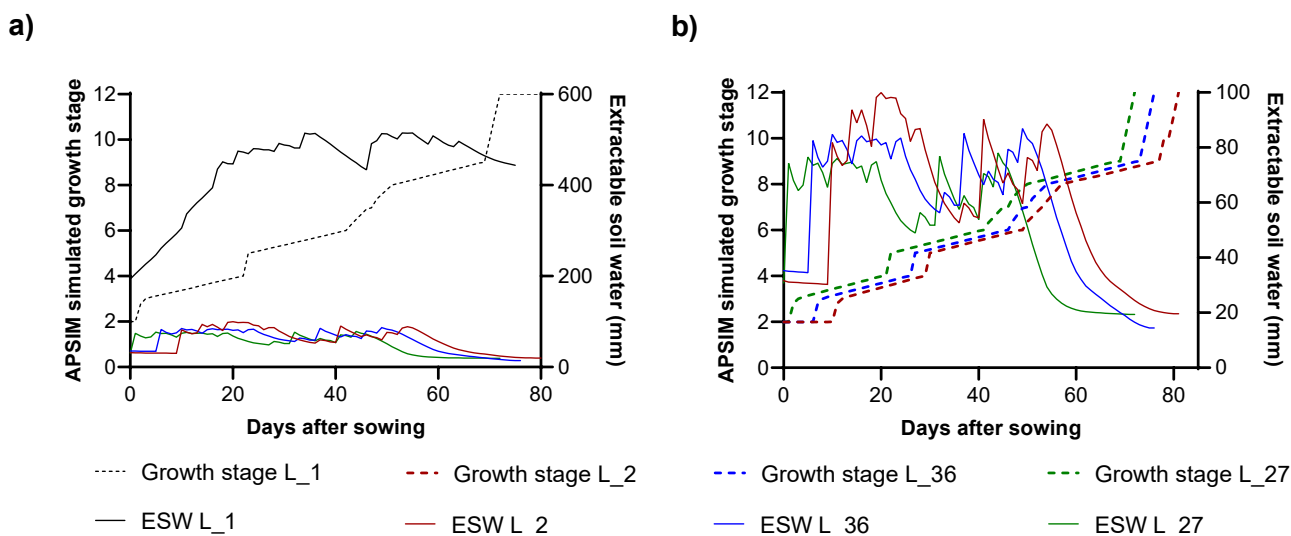 a)
APSIM simulated growth stage
12
10
8
6
4
2
0
600
400
200
0
Extractable soil water (mm)
0 20 40 60 80
Days after sowing
b)
APSIM simulated growth stage
12
10
8
6
4
2
0
100
80
60
40
20
0
Extractable soil water (mm)
0 20 40 60 80
Days after sowing
Growth stage L_1 Growth stage L_2 Growth stage L_36 Growth stage L_27
ESW L_1 ESW L 2 ESW L 36 ESW L 27